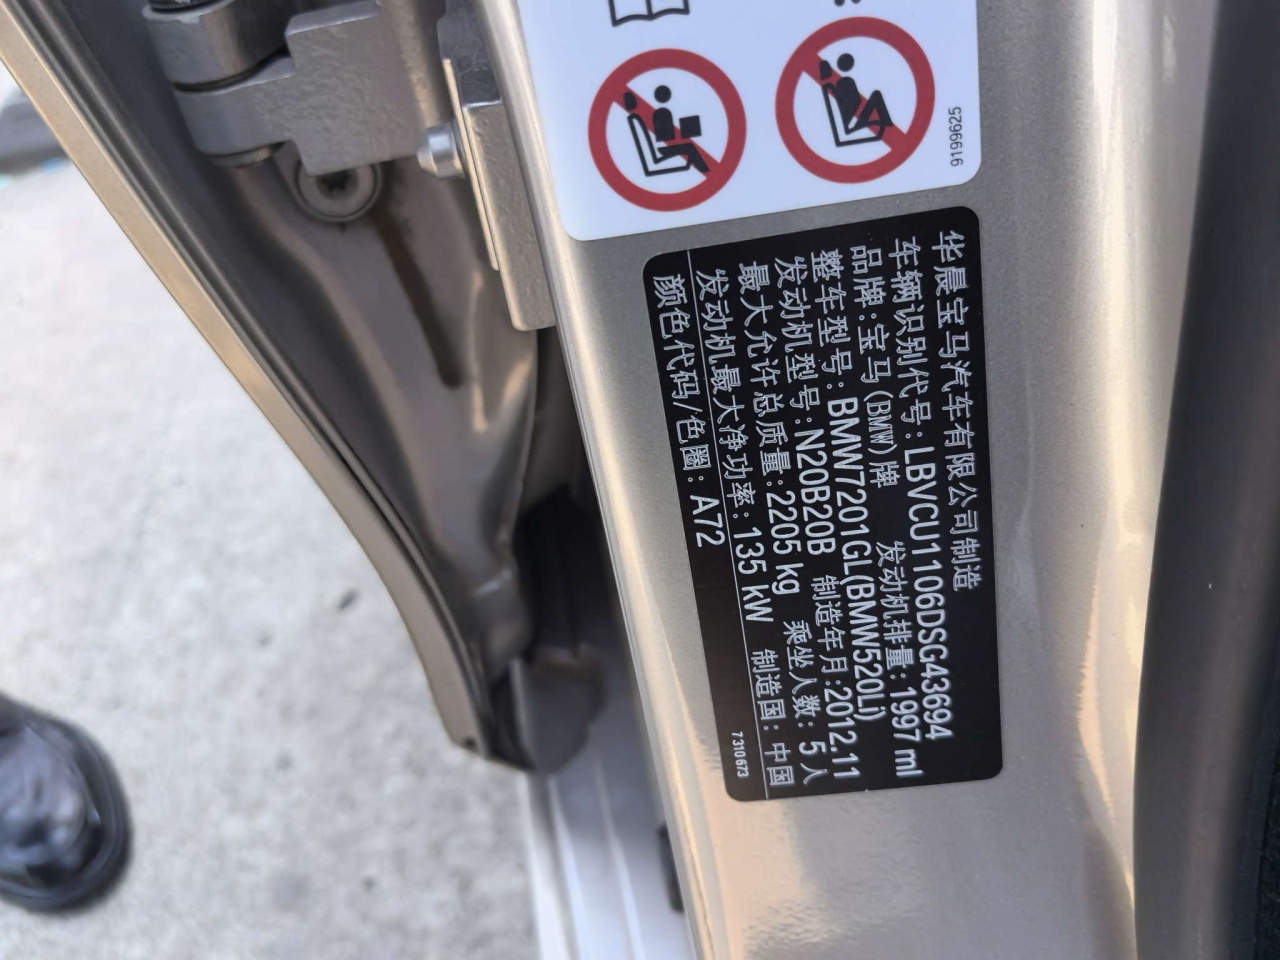 9199625
华晨宝马汽车有限公司制造
车辆识别代号:LBVCU1106DSG43694
品牌:宝马(BMW)牌 发动机排量:1997 ml
整车型号:BMW7201GL(BMW520Li)
发动机型号:N20B20B 制造年月:2012.11
最大允许总质量:2205 kg 乘坐人数:5人
发动机最大净功率:135 kW 制造国:中国
颜色代码/色圈:A72 7310673